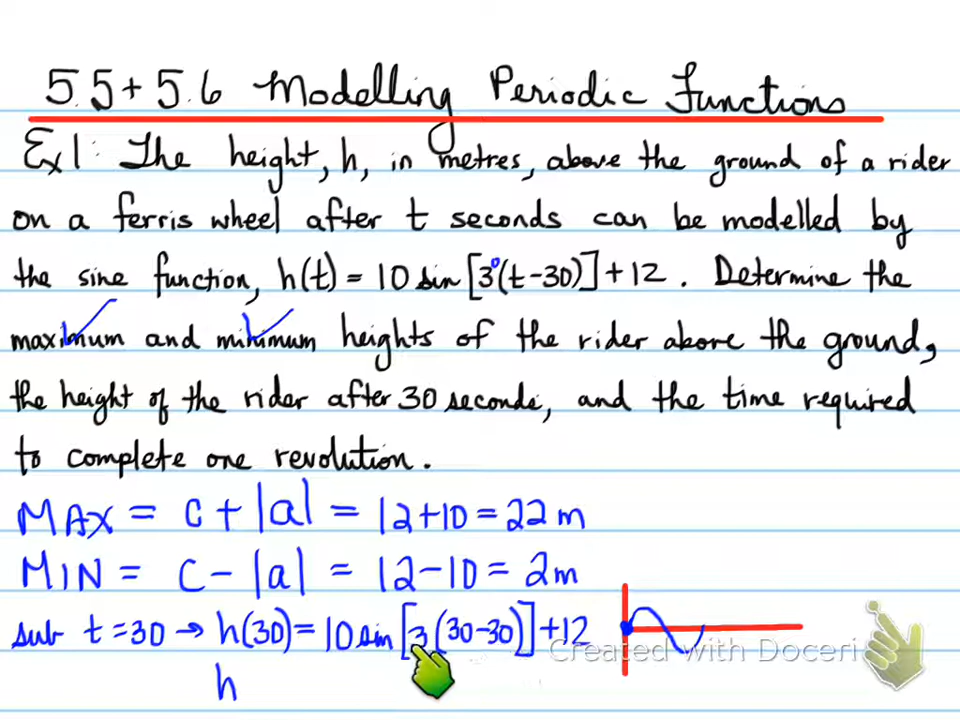 5.5+5.6 Modelling Periodic Functions
Ex1: The height, h, in metres, above the ground of a rider
on a ferris wheel after t seconds can be modelled by
the sine function, h(t) = 10 sin [3°(t-30)] +12. Determine the
maximum and minimum heights of the rider above the ground,
the height of the rider after 30 seconds, and the time required
to complete one revolution.
MAX = c + |a| = 12+10 = 22m
MIN = c - |a| = 12-10 = 2m
sub t=30 → h(30) = 10 sin [3(30-30)] +12
Created with Doceri
h